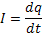 I = dq/dt